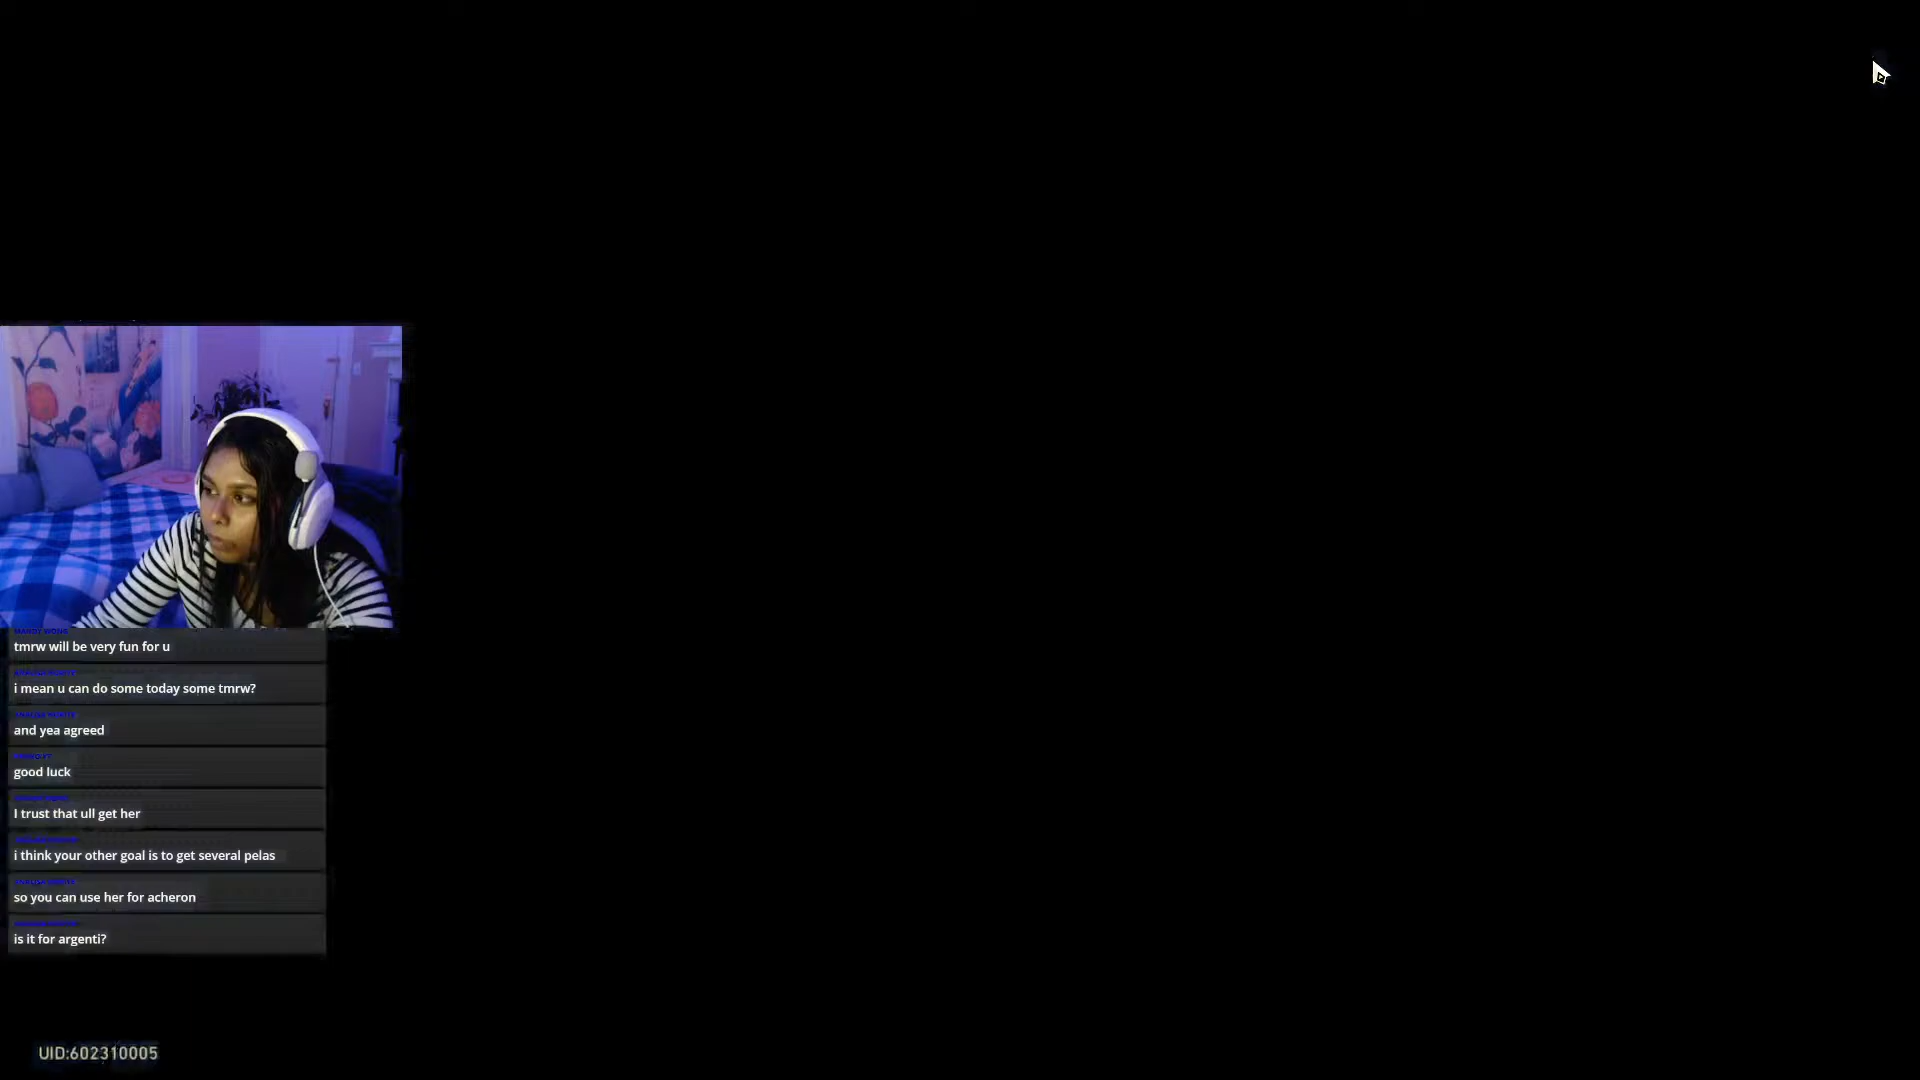 tmrw will be very fun for u
i mean u can do some today some tmrw?
and yea agreed
good luck
I trust that ull get her
i think your other goal is to get several pelas
so you can use her for acheron
is it for argenti?
UID:602310005